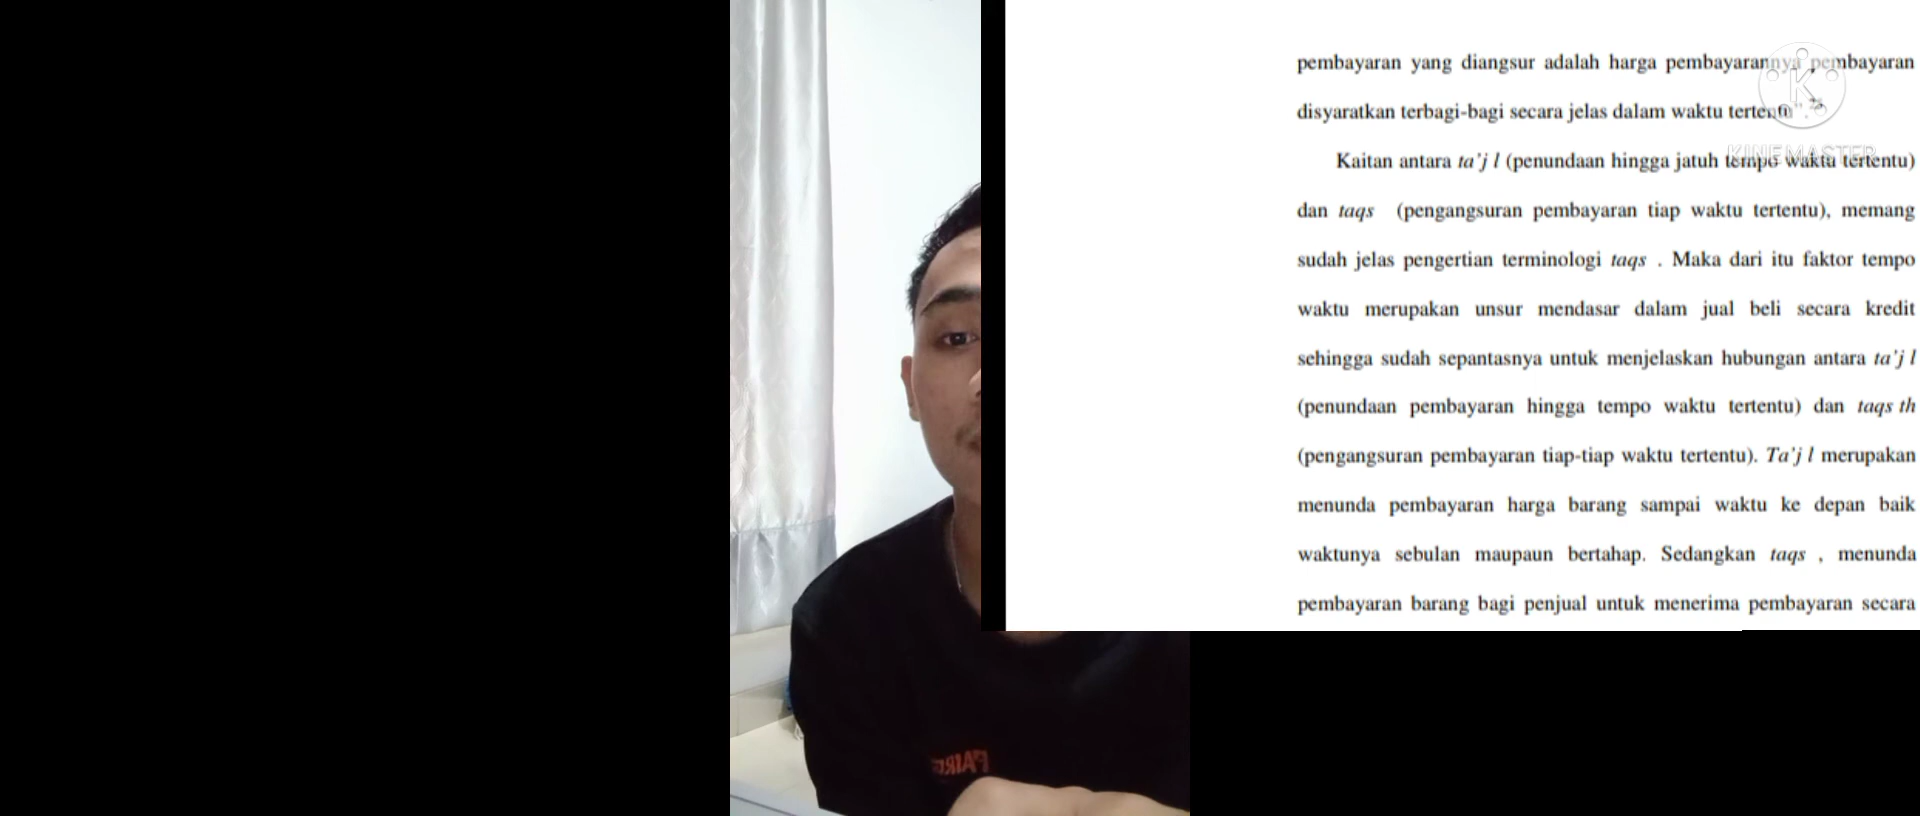 pembayaran yang diangsur adalah harga pembayarannya pembayaran
disyaratkan terbagi-bagi secara jelas dalam waktu tertentu".
Kaitan antara ta'j l (penundaan hingga jatuh tempo waktu tertentu)
dan taqs (pengangsuran pembayaran tiap waktu tertentu), memang
sudah jelas pengertian terminologi taqs . Maka dari itu faktor tempo
waktu merupakan unsur mendasar dalam jual beli secara kredit
sehingga sudah sepantasnya untuk menjelaskan hubungan antara ta'j l
(penundaan pembayaran hingga tempo waktu tertentu) dan taqs th
(pengangsuran pembayaran tiap-tiap waktu tertentu). Ta'j l merupakan
menunda pembayaran harga barang sampai waktu ke depan baik
waktunya sebulan maupaun bertahap. Sedangkan taqs , menunda
pembayaran barang bagi penjual untuk menerima pembayaran secara
KINEMASTER